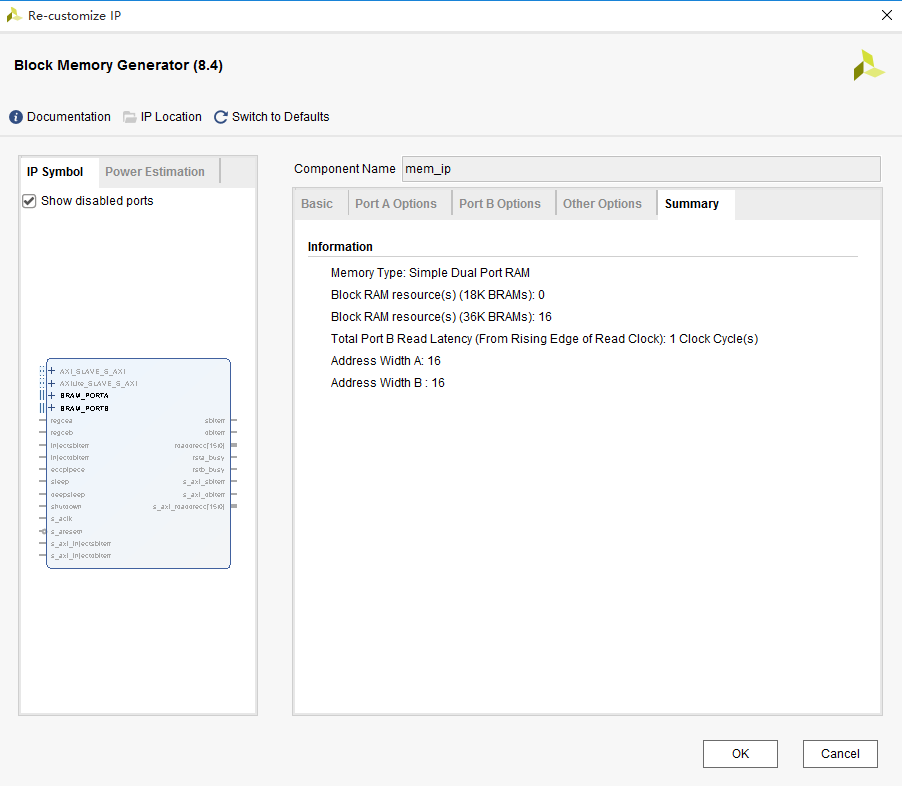 Re-customize IP
Block Memory Generator (8.4)
Documentation IP Location Switch to Defaults
IP Symbol Power Estimation
Show disabled ports
AXI_SLAVE_S_AXI
AXILite_SLAVE_S_AXI
BRAM_PORTA
BRAM_PORTB
regcea sbiterr
regceb dbiterr
injectsbiterr rdaddrecc[15:0]
injectdbiterr rsta_busy
eccpipece rstb_busy
sleep s_axi_sbiterr
deepsleep s_axi_dbiterr
shutdown s_axi_rdaddrecc[15:0]
s_aclk
s_aresetn
s_axi_injectsbiterr
s_axi_injectdbiterr
Component Name mem_ip
Basic Port A Options Port B Options Other Options Summary
Information
Memory Type: Simple Dual Port RAM
Block RAM resource(s) (18K BRAMs): 0
Block RAM resource(s) (36K BRAMs): 16
Total Port B Read Latency (From Rising Edge of Read Clock): 1 Clock Cycle(s)
Address Width A: 16
Address Width B : 16
OK Cancel